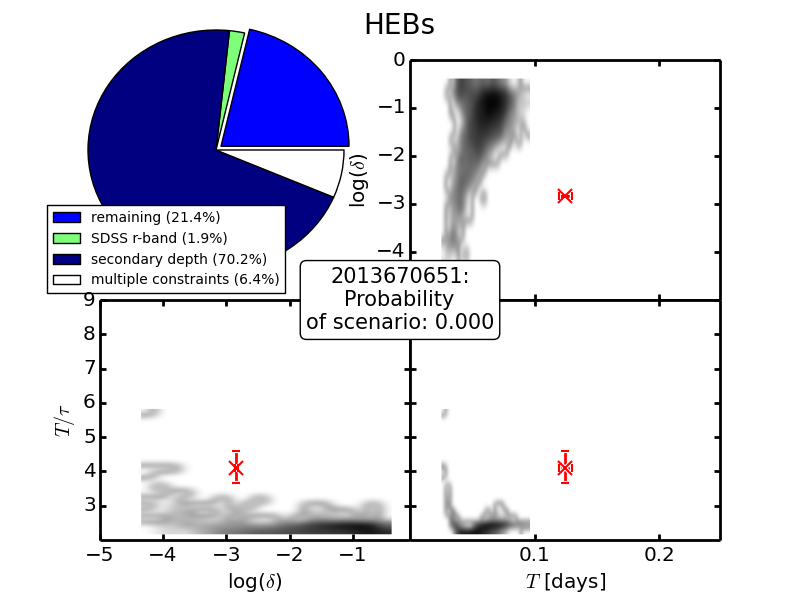 HEBs
remaining (21.4%)
SDSS r-band (1.9%)
secondary depth (70.2%)
multiple constraints (6.4%)
0
−1
−2
−3
−4
log(δ)
2013670651:
Probability
of scenario: 0.000
9
8
7
6
5
4
3
T/τ
−5 −4 −3 −2 −1
log(δ)
0.1 0.2
T [days]